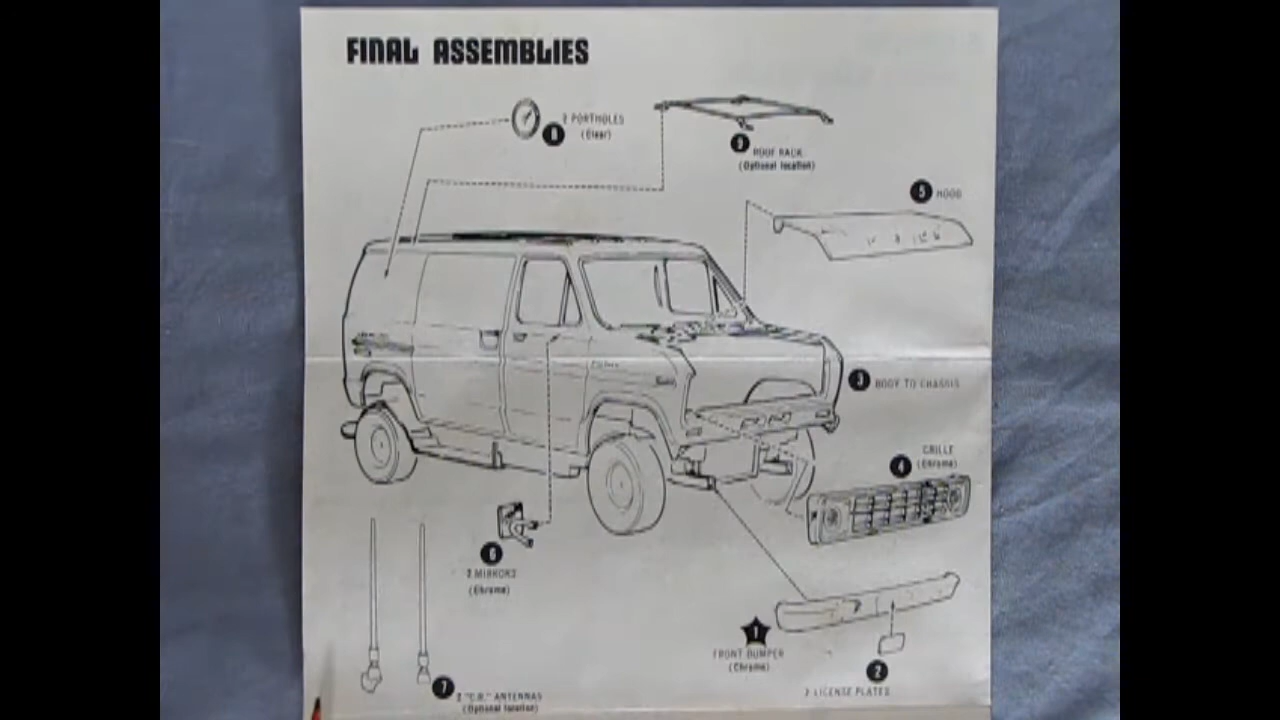 FINAL ASSEMBLIES
8
2 PORTHOLES
(Clear)
9
ROOF RACK
(Optional location)
5
HOOD
3
BODY TO CHASSIS
4
GRILLE
(Chrome)
6
2 MIRRORS
(Chrome)
1
FRONT BUMPER
(Chrome)
2
2 LICENSE PLATES
7
2 "C.B." ANTENNAS
(Optional location)